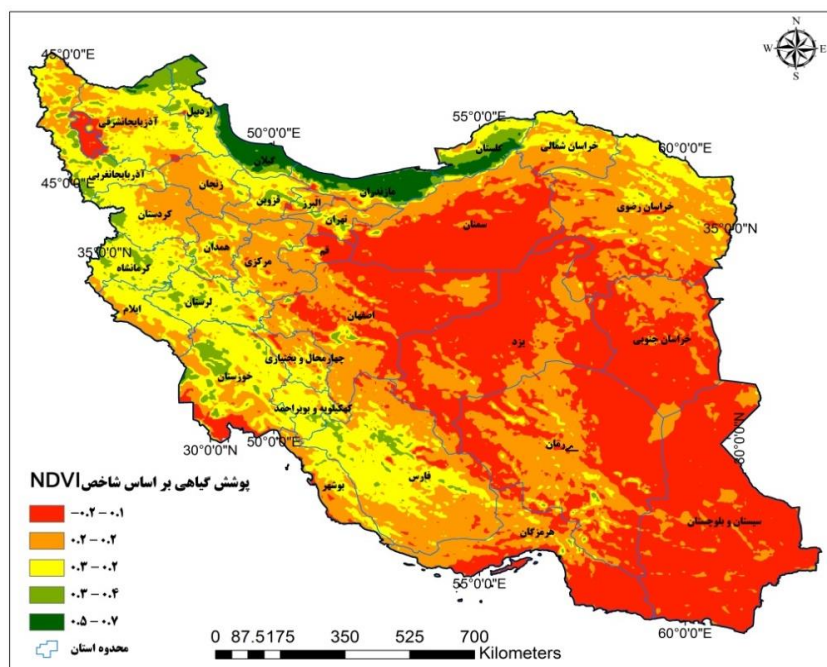 N
W
E
S
45°0'0"E
اردبیل
آذربایجانشرقی
55°0'0"E
50°0'0"E
گیلان
گلستان
خراسان شمالی
60°0'0"E
45°0'0"E
آذربایجانغربی
زنجان
مازندران
قزوین
البرز
خراسان رضوی
کردستان
تهران
سمنان
35°0'0"N
همدان
قم
35°0'0"N
کرمانشاه
مرکزی
لرستان
ایلام
اصفهان
یزد
خراسان جنوبی
چهارمحال و بختیاری
خوزستان
کهگیلویه و بویراحمد
30°0'0"N
50°0'0"E
30°0'0"N
فارس
بوشهر
سیستان و بلوچستان
هرمزگان
55°0'0"E
60°0'0"E
پوشش گیاهی بر اساس شاخص NDVI
-۰.۲ - ۰.۱
۰.۲ - ۰.۲
۰.۳ - ۰.۲
۰.۳ - ۰.۴
۰.۵ - ۰.۷
محدوده استان
0 87.5 175 350 525 700
Kilometers